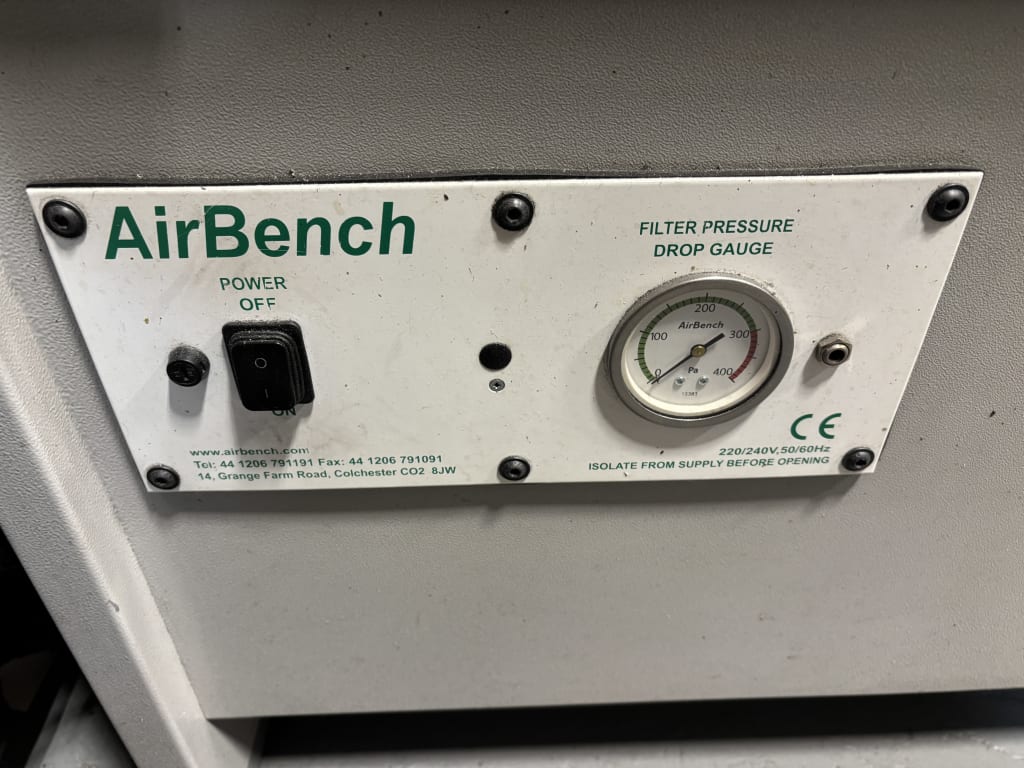 AirBench
POWER
OFF
ON
www.airbench.com
Tel: 44 1206 791191 Fax: 44 1206 791091
14, Grange Farm Road, Colchester CO2 8JW
FILTER PRESSURE
DROP GAUGE
200
AirBench
100
300
Pa
0
400
CE
220/240V,50/60Hz
ISOLATE FROM SUPPLY BEFORE OPENING